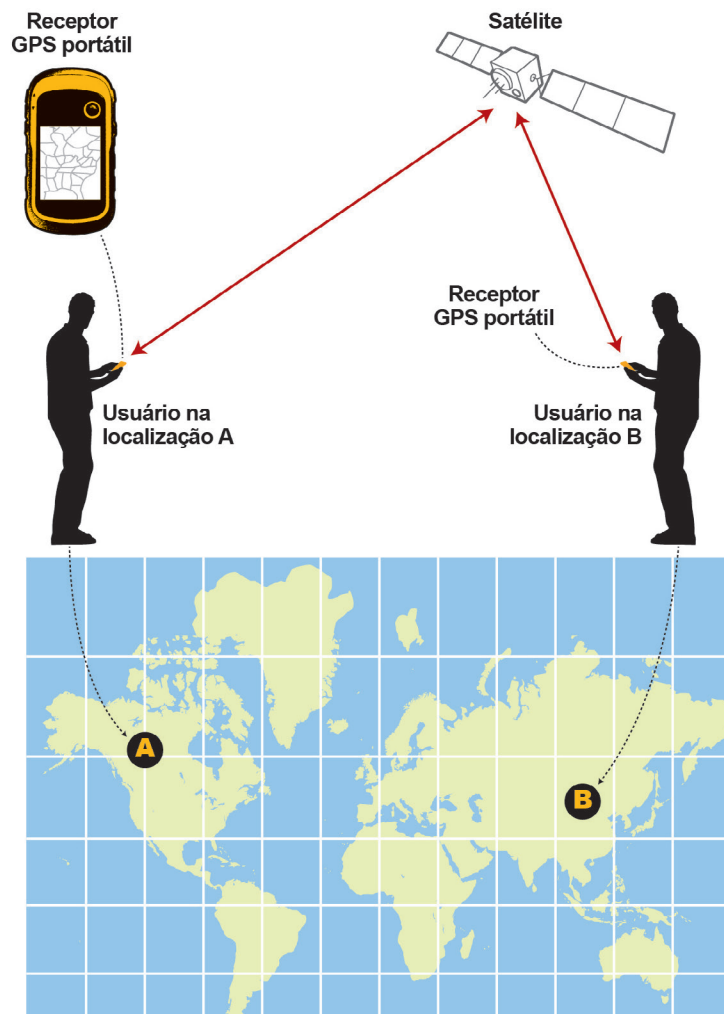 Receptor
GPS portátil
Satélite
Receptor
GPS portátil
Usuário na
localização A
Usuário na
localização B
A
B